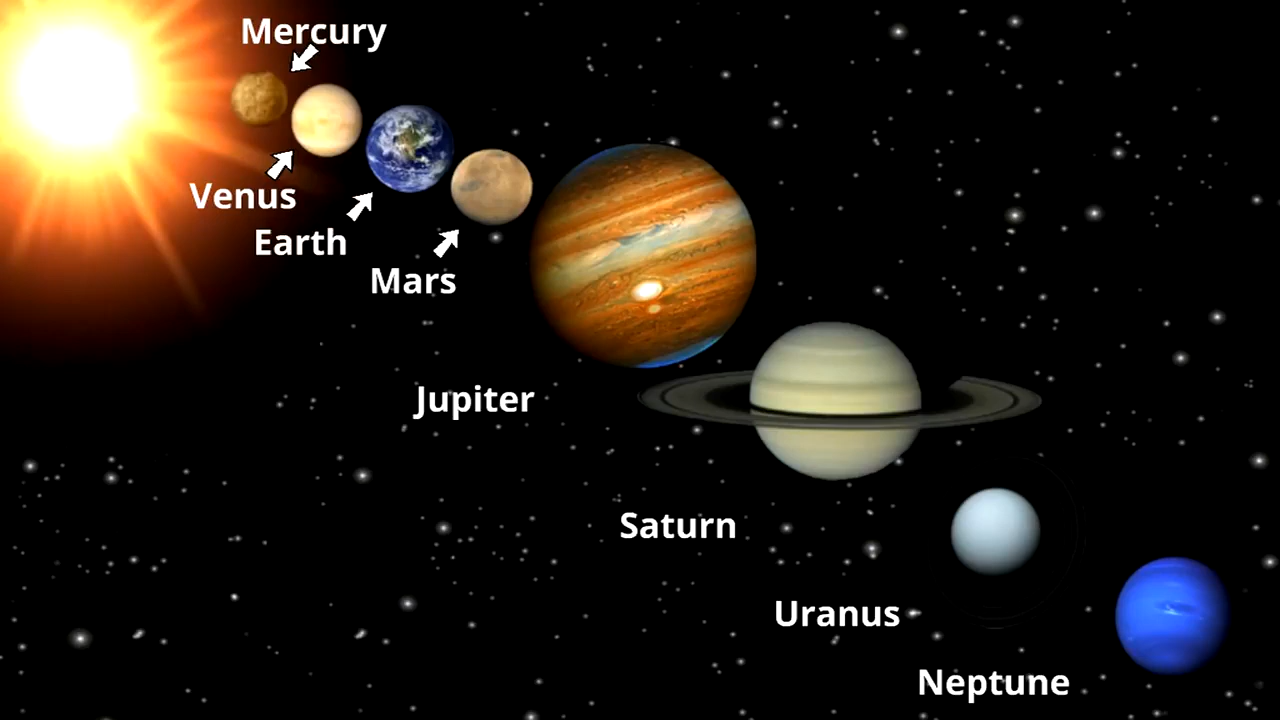 Mercury
Venus
Earth
Mars
Jupiter
Saturn
Uranus
Neptune